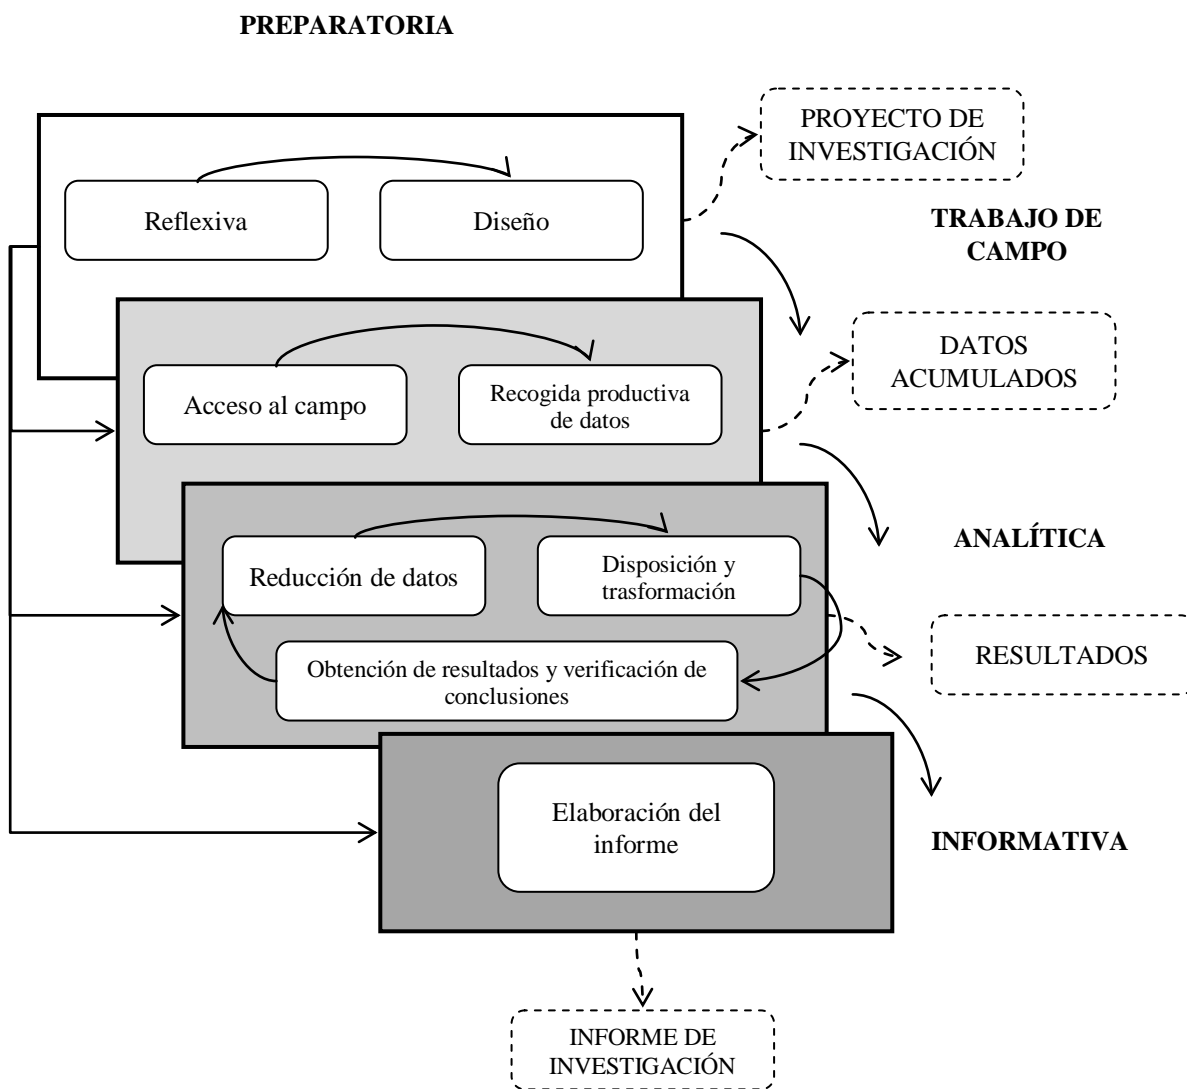 PREPARATORIA
PROYECTO DE
INVESTIGACIÓN
Reflexiva
Diseño
TRABAJO DE
CAMPO
DATOS
ACUMULADOS
Acceso al campo
Recogida productiva
de datos
ANALÍTICA
Reducción de datos
Disposición y
trasformación
RESULTADOS
Obtención de resultados y verificación de
conclusiones
Elaboración del
informe
INFORMATIVA
INFORME DE
INVESTIGACIÓN